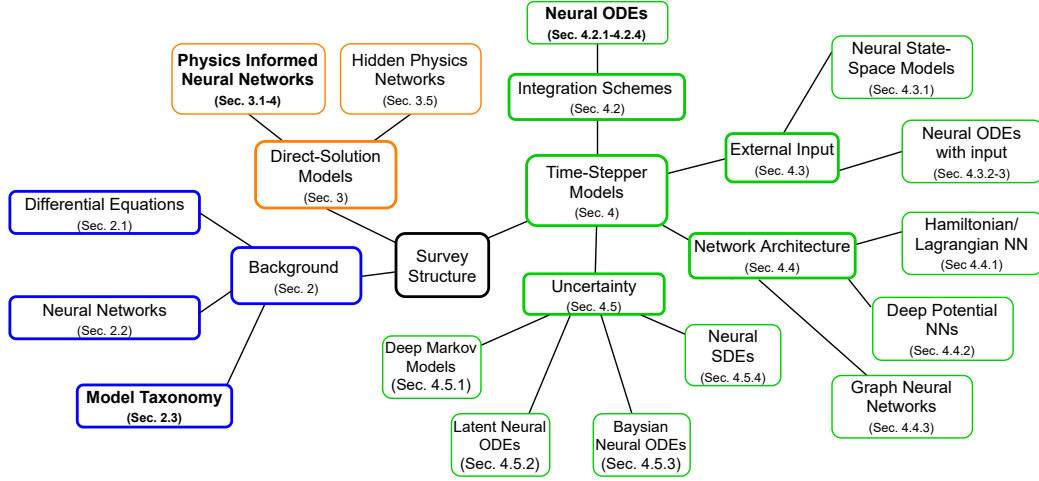 Neural ODEs
(Sec. 4.2.1-4.2.4)
Physics Informed
Neural Networks
(Sec. 3.1-4)
Hidden Physics
Networks
(Sec. 3.5)
Integration Schemes
(Sec. 4.2)
Neural State-
Space Models
(Sec. 4.3.1)
Direct-Solution
Models
(Sec. 3)
Time-Stepper
Models
(Sec. 4)
External Input
(Sec. 4.3)
Neural ODEs
with input
(Sec. 4.3.2-3)
Differential Equations
(Sec. 2.1)
Background
(Sec. 2)
Survey
Structure
Network Architecture
(Sec. 4.4)
Hamiltonian/
Lagrangian NN
(Sec. 4.4.1)
Neural Networks
(Sec. 2.2)
Uncertainty
(Sec. 4.5)
Deep Potential
NNs
(Sec. 4.4.2)
Model Taxonomy
(Sec. 2.3)
Deep Markov
Models
(Sec. 4.5.1)
Neural
SDEs
(Sec. 4.5.4)
Graph Neural
Networks
(Sec. 4.4.3)
Latent Neural
ODEs
(Sec. 4.5.2)
Baysian
Neural ODEs
(Sec. 4.5.3)